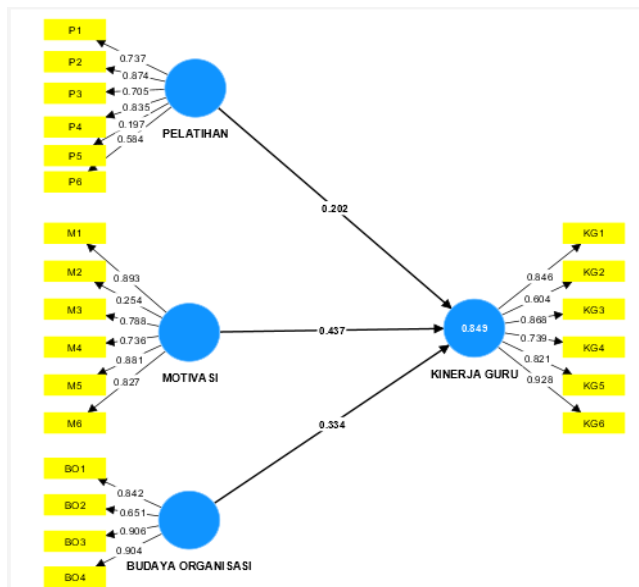 P1
P2
P3
P4
P5
P6
0.737
0.874
0.705
0.835
0.197
0.584
PELATIHAN
0.202
M1
M2
M3
M4
M5
M6
0.893
0.254
0.788
0.736
0.881
0.827
MOTIVASI
0.437
BO1
BO2
BO3
BO4
0.842
0.651
0.906
0.904
BUDAYA ORGANISASI
0.334
0.849
KINERJA GURU
0.846
0.604
0.868
0.739
0.821
0.928
KG1
KG2
KG3
KG4
KG5
KG6